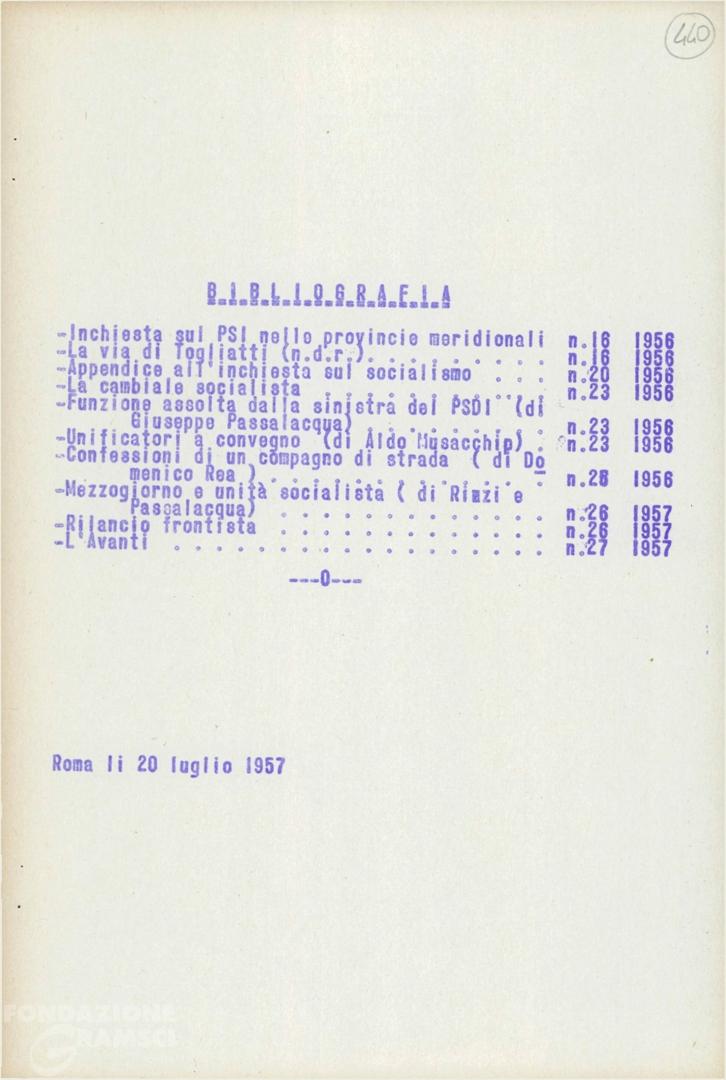 440
B.I.B.L.I.O.G.R.A.F.I.A
-Inchiesta sul PSI nelle provincie meridionali n.16 1956
-La via di Togliatti (n.d.r.). . . . . . . . . . n.16 1956
-Appendice all'inchiesta sul socialismo . . . n.20 1956
-La cambiale socialista . . . . . . . . . n.23 1956
-Funzione assolta dalla sinistra del PSDI (di
Giuseppe Passalacqua) . . . . . . . n.23 1956
-Unificatori a convegno (di Aldo Musacchip) . n.23 1956
-Confessioni di un compagno di strada ( di Do
menico Rea ) . . . . . . . . . . . n.28 1956
-Mezzogiorno e unità socialista ( di Rizzi e
Passalacqua) . . . . . . . . . . . n.26 1957
-Rilancio frontista . . . . . . . . . . n.26 1957
-L'Avanti . . . . . . . . . . . . . . n.27 1957
---O---
Roma li 20 luglio 1957
FONDAZIONE
GRAMSCI